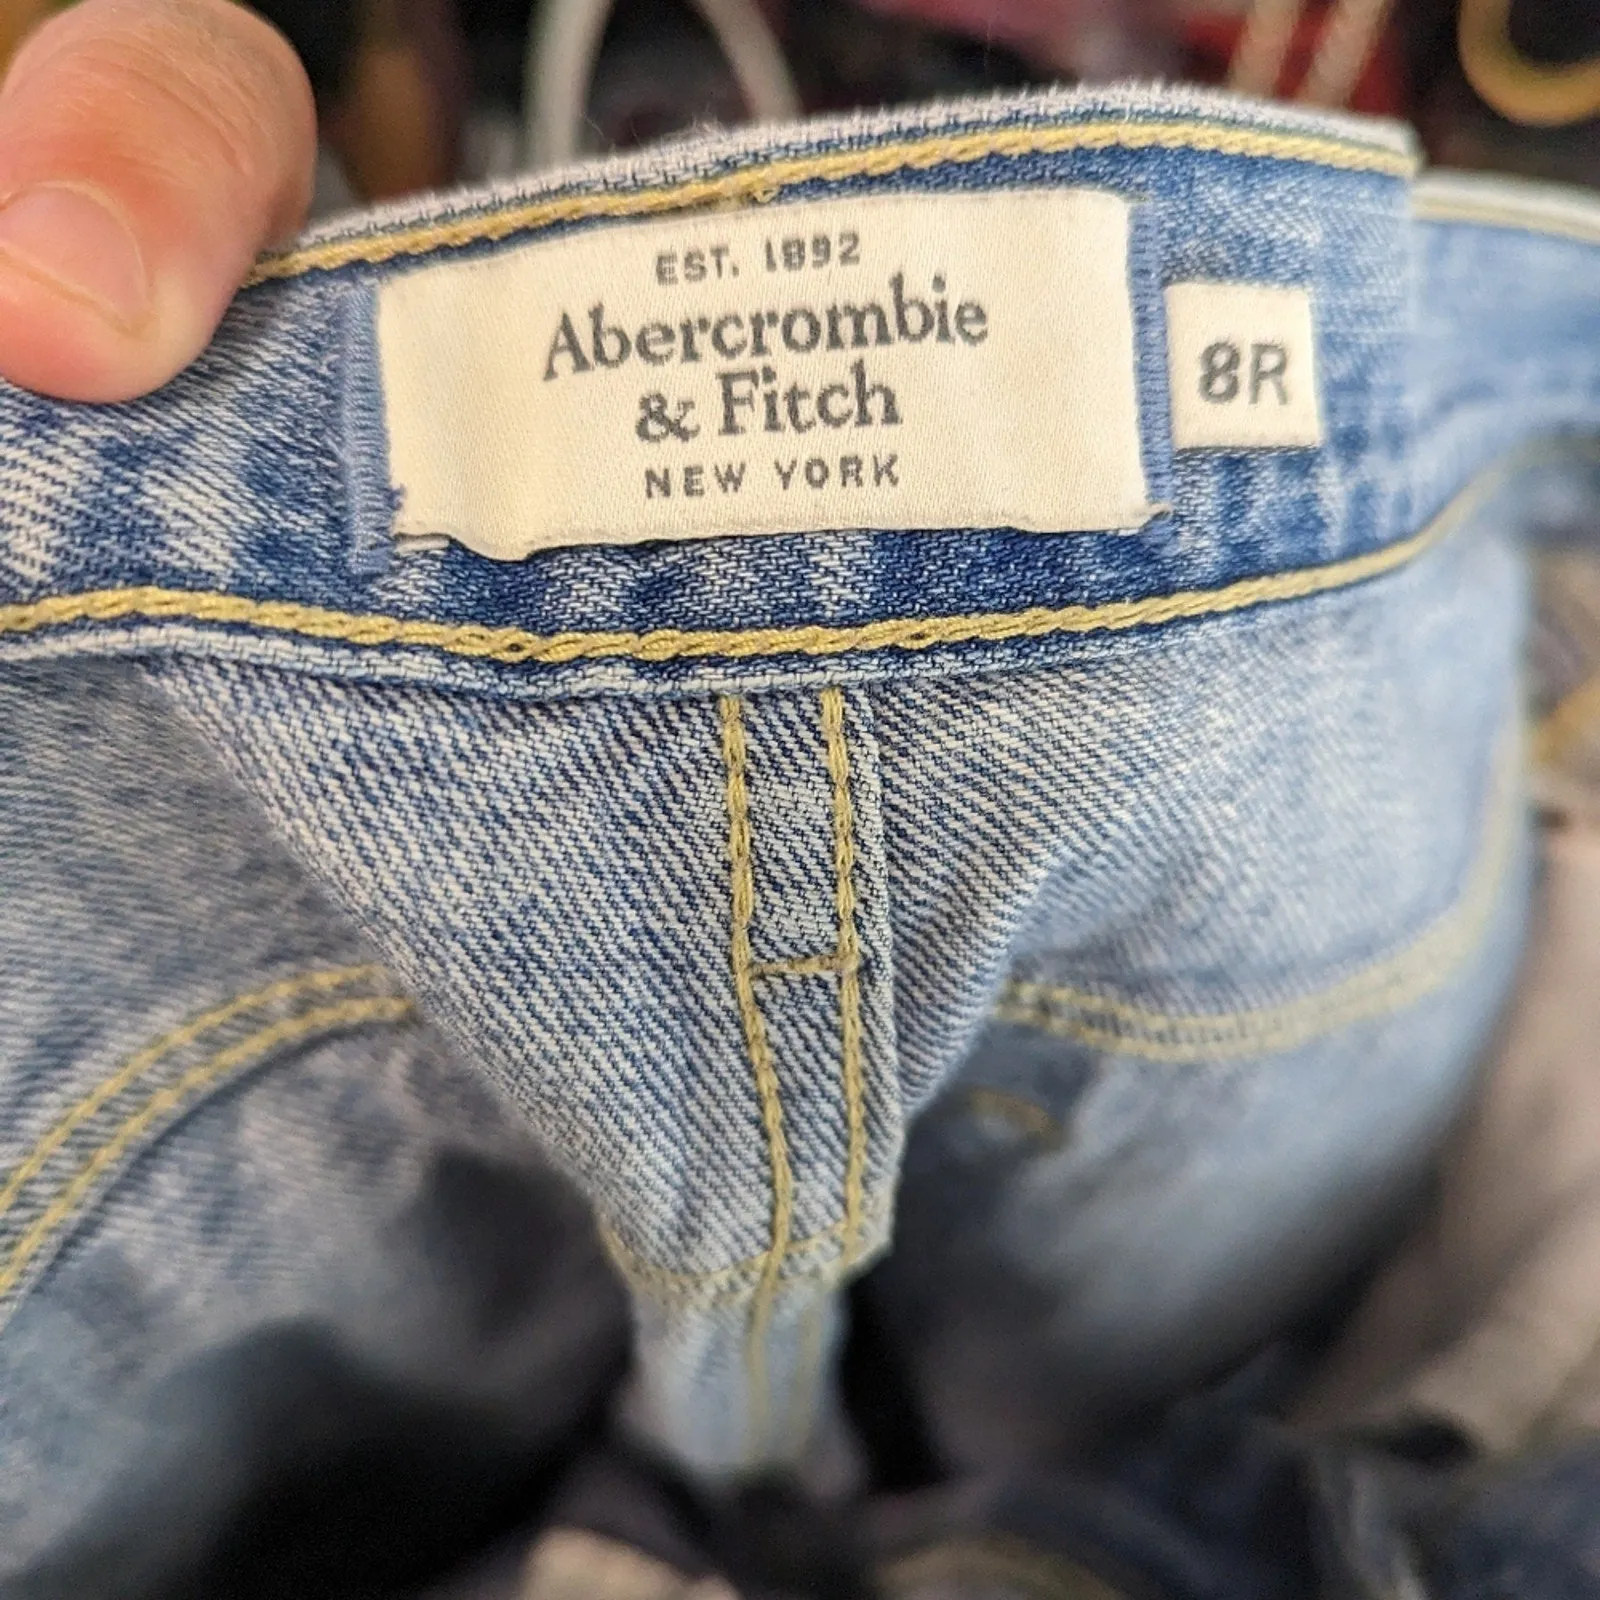 EST. 1892
Abercrombie
& Fitch
NEW YORK
8R